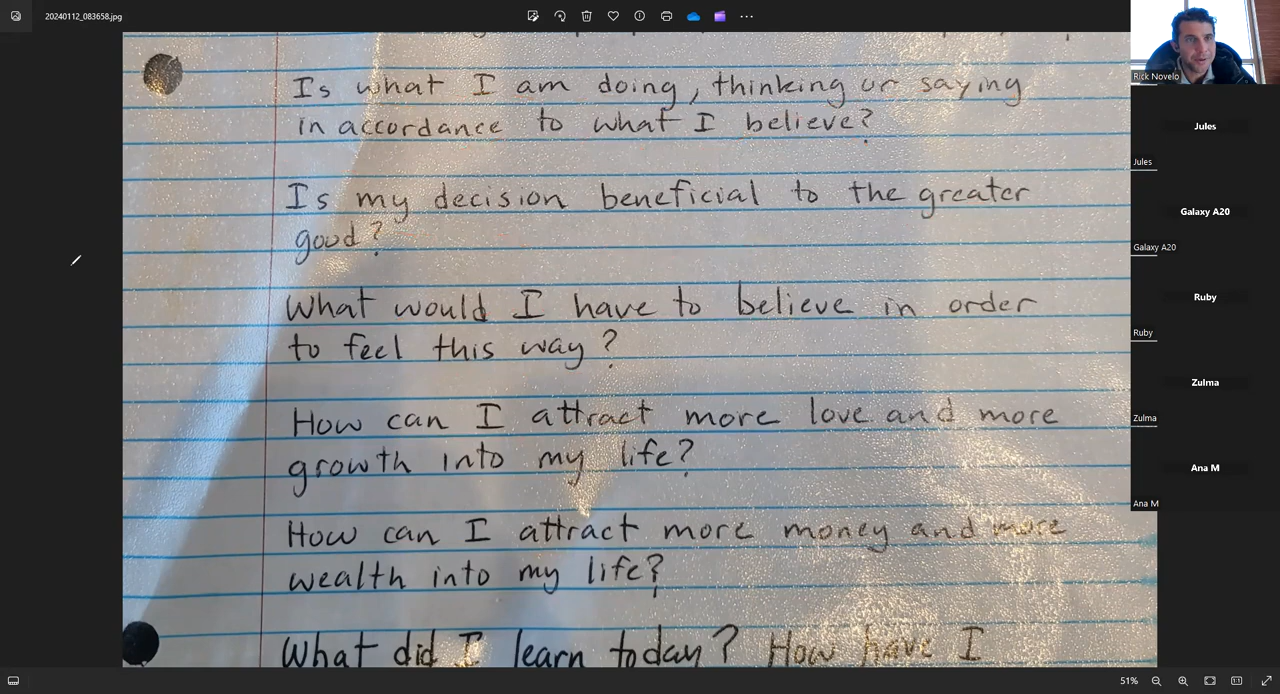 20240112_083658.jpg
Is what I am doing, thinking or saying
in accordance to what I believe?
Is my decision beneficial to the greater
good?
What would I have to believe in order
to feel this way?
How can I attract more love and more
growth into my life?
How can I attract more money and more
wealth into my life?
What did I learn today? How have I
Rick Novelo
Jules
Jules
Galaxy A20
Galaxy A20
Ruby
Ruby
Zulma
Zulma
Ana M
Ana M
51%